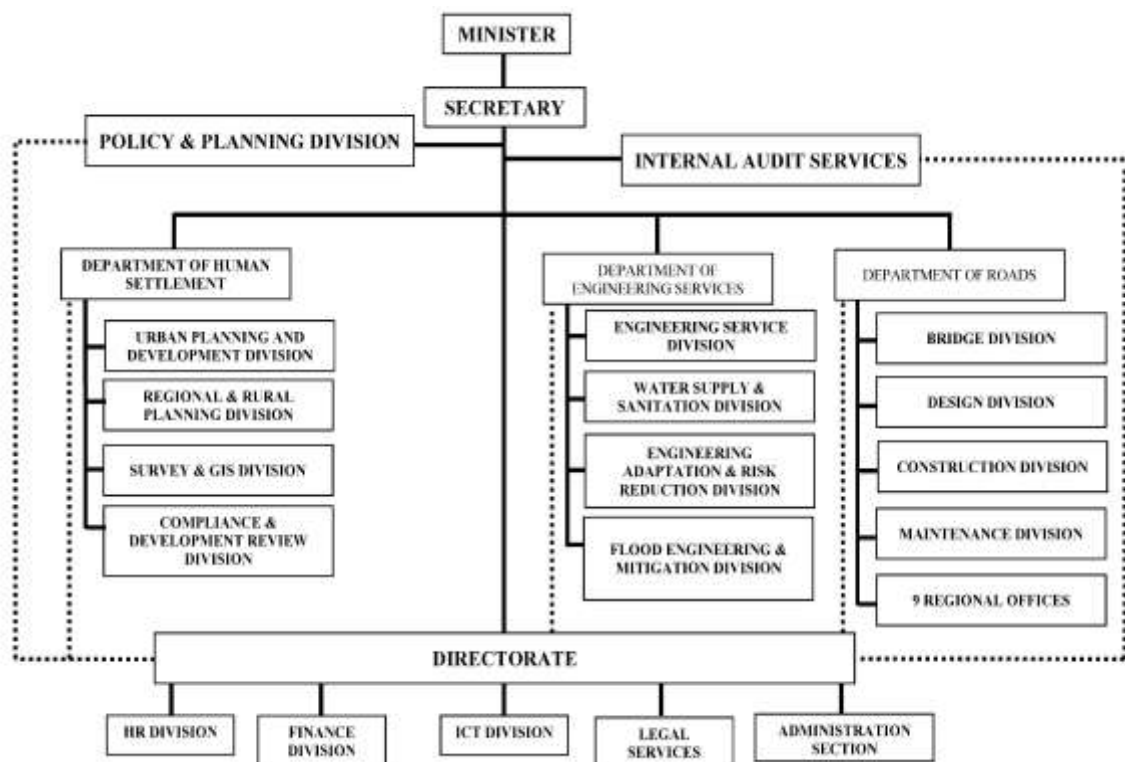 MINISTER
SECRETARY
POLICY & PLANNING DIVISION
INTERNAL AUDIT SERVICES
DEPARTMENT OF HUMAN
SETTLEMENT
URBAN PLANNING AND
DEVELOPMENT DIVISION
REGIONAL & RURAL
PLANNING DIVISION
SURVEY & GIS DIVISION
COMPLIANCE &
DEVELOPMENT REVIEW
DIVISION
DEPARTMENT OF
ENGINEERING SERVICES
ENGINEERING SERVICE
DIVISION
WATER SUPPLY &
SANITATION DIVISION
ENGINEERING
ADAPTATION & RISK
REDUCTION DIVISION
FLOOD ENGINEERING &
MITIGATION DIVISION
DEPARTMENT OF ROADS
BRIDGE DIVISION
DESIGN DIVISION
CONSTRUCTION DIVISION
MAINTENANCE DIVISION
9 REGIONAL OFFICES
DIRECTORATE
HR DIVISION
FINANCE
DIVISION
ICT DIVISION
LEGAL
SERVICES
ADMINISTRATION
SECTION